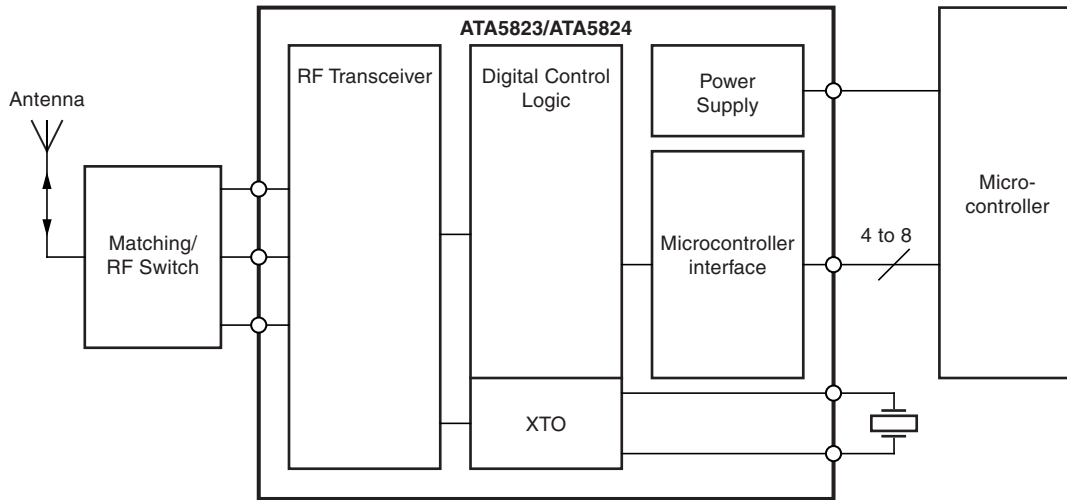 ATA5823/ATA5824
RF Transceiver
Digital Control
Logic
Power
Supply
Antenna
Matching/
RF Switch
Microcontroller
interface
4 to 8
Micro-
controller
XTO